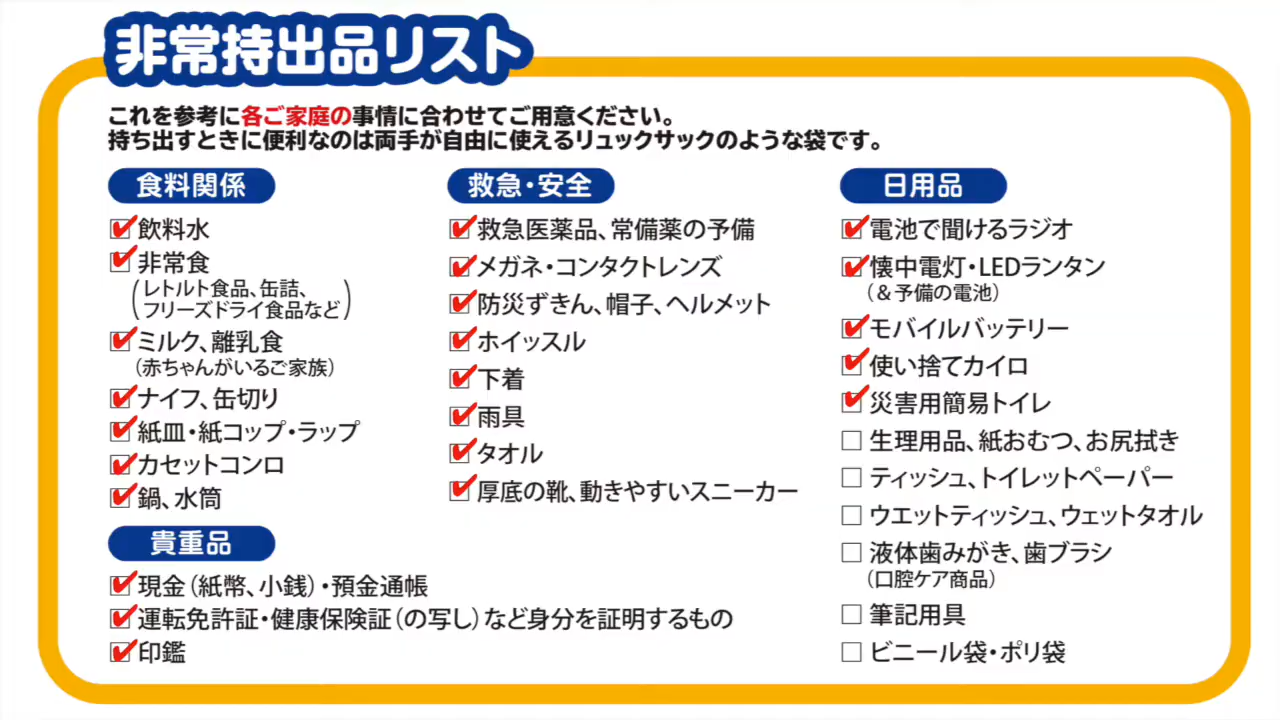 非常持出品リスト
これを参考に各ご家庭の事情に合わせてご用意ください。
持ち出すときに便利なのは両手が自由に使えるリュックサックのような袋です。
食料関係
☑飲料水
☑非常食
(レトルト食品、缶詰、
フリーズドライ食品など)
☑ミルク、離乳食
(赤ちゃんがいるご家族)
☑ナイフ、缶切り
☑紙皿・紙コップ・ラップ
☑カセットコンロ
☑鍋、水筒
貴重品
☑現金(紙幣、小銭)・預金通帳
☑運転免許証・健康保険証(の写し)など身分を証明するもの
☑印鑑
救急・安全
☑救急医薬品、常備薬の予備
☑メガネ・コンタクトレンズ
☑防災ずきん、帽子、ヘルメット
☑ホイッスル
☑下着
☑雨具
☑タオル
☑厚底の靴、動きやすいスニーカー
日用品
☑電池で聞けるラジオ
☑懐中電灯・LEDランタン
(&予備の電池)
☑モバイルバッテリー
☑使い捨てカイロ
☑災害用簡易トイレ
☐生理用品、紙おむつ、お尻拭き
☐ティッシュ、トイレットペーパー
☐ウエットティッシュ、ウェットタオル
☐液体歯みがき、歯ブラシ
(口腔ケア商品)
☐筆記用具
☐ビニール袋・ポリ袋